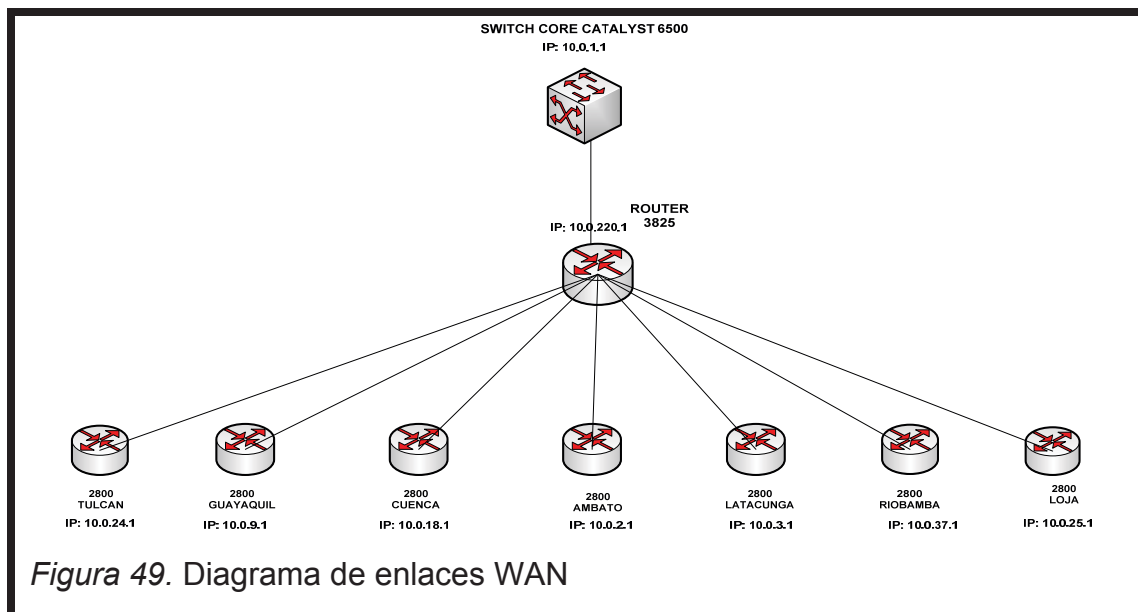 SWITCH CORE CATALYST 6500
IP: 10.0.1.1
ROUTER
3825
IP: 10.0.220.1
2800
TULCAN
IP: 10.0.24.1
2800
GUAYAQUIL
IP: 10.0.9.1
2800
CUENCA
IP: 10.0.18.1
2800
AMBATO
IP: 10.0.2.1
2800
LATACUNGA
IP: 10.0.3.1
2800
RIOBAMBA
IP: 10.0.37.1
2800
LOJA
IP: 10.0.25.1
Figura 49. Diagrama de enlaces WAN